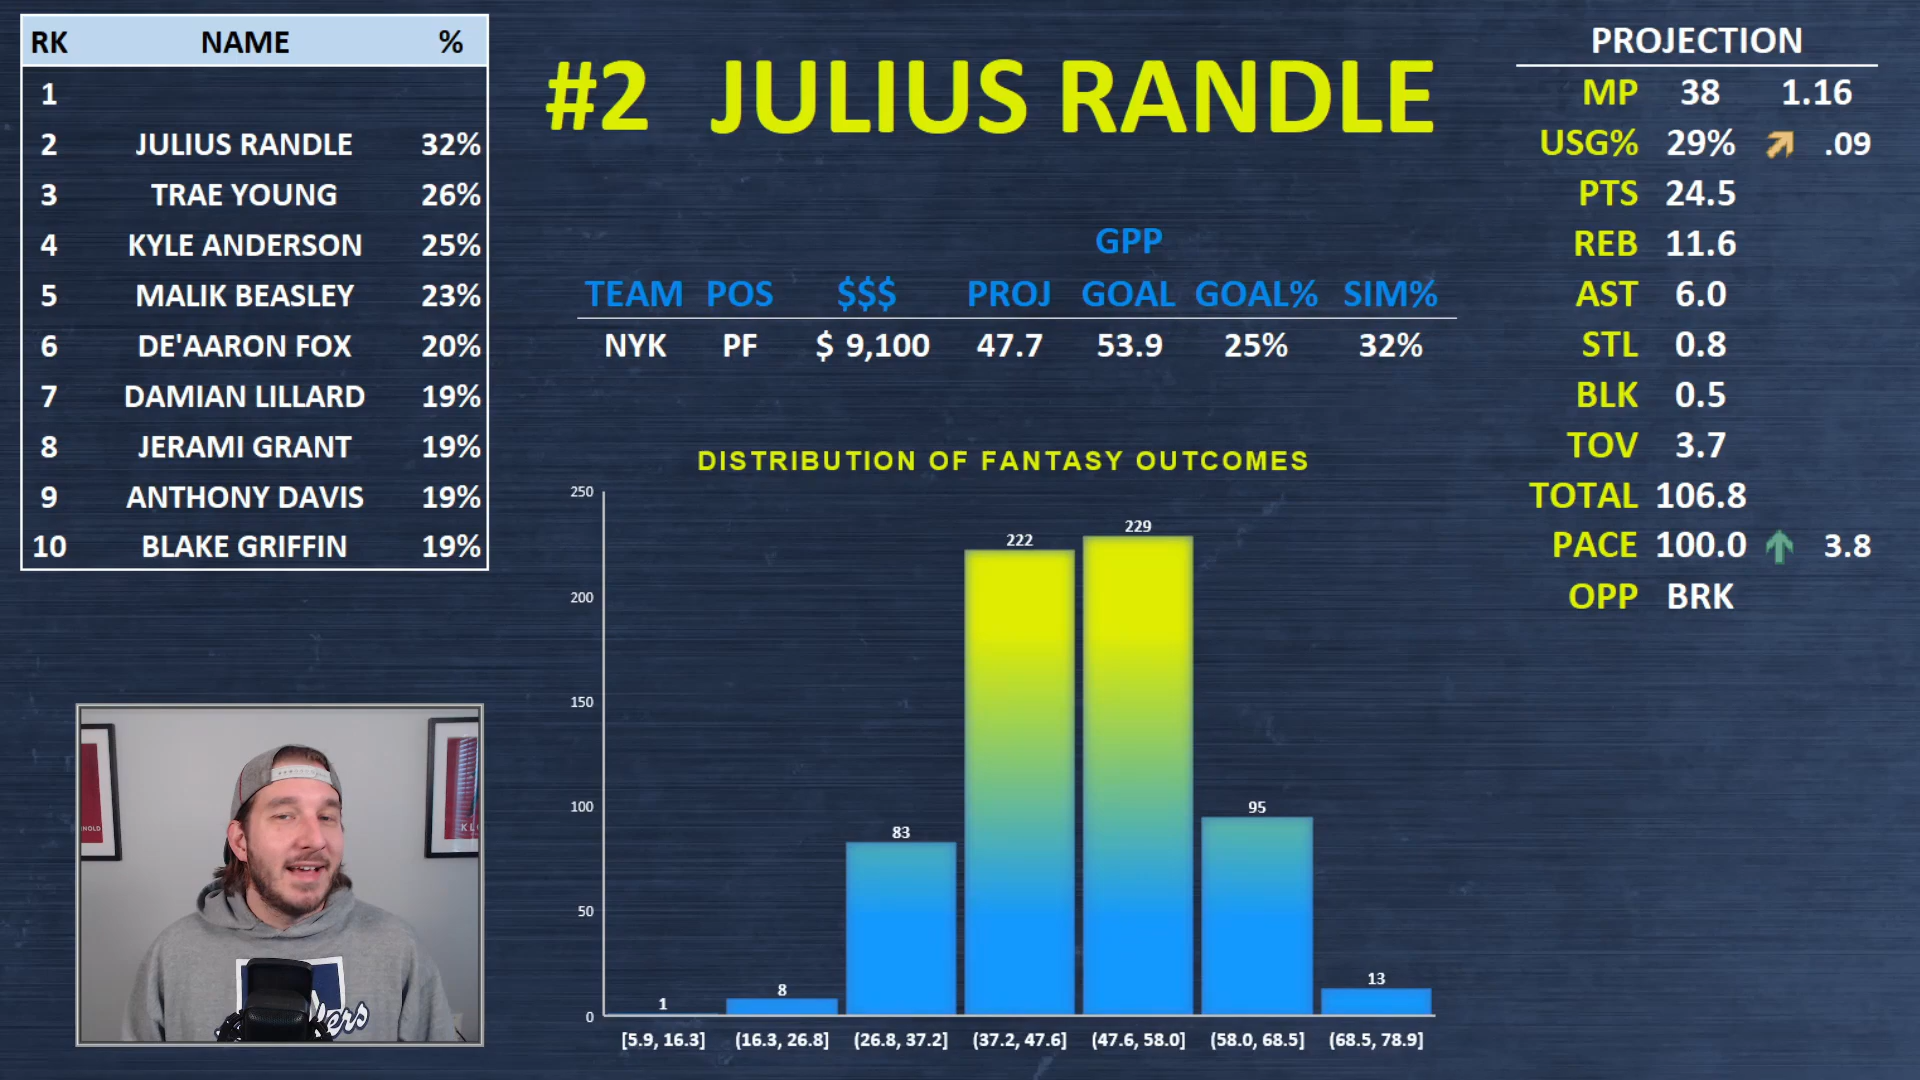 RK NAME %
1
2 JULIUS RANDLE 32%
3 TRAE YOUNG 26%
4 KYLE ANDERSON 25%
5 MALIK BEASLEY 23%
6 DE'AARON FOX 20%
7 DAMIAN LILLARD 19%
8 JERAMI GRANT 19%
9 ANTHONY DAVIS 19%
10 BLAKE GRIFFIN 19%
#2 JULIUS RANDLE
GPP
TEAM POS $$$ PROJ GOAL GOAL% SIM%
NYK PF $ 9,100 47.7 53.9 25% 32%
DISTRIBUTION OF FANTASY OUTCOMES
250
200
150
100
50
0
1 8 83 222 229 95 13
[5.9, 16.3] (16.3, 26.8] (26.8, 37.2] (37.2, 47.6] (47.6, 58.0] (58.0, 68.5] (68.5, 78.9]
PROJECTION
MP 38 1.16
USG% 29% .09
PTS 24.5
REB 11.6
AST 6.0
STL 0.8
BLK 0.5
TOV 3.7
TOTAL 106.8
PACE 100.0 3.8
OPP BRK